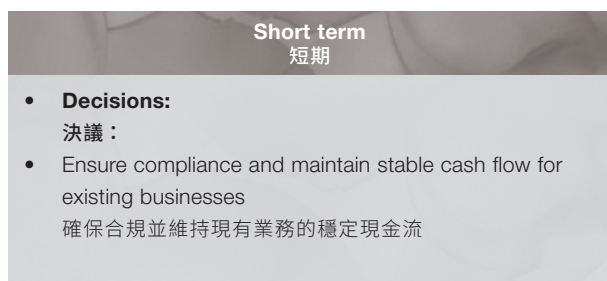 Short term
短期
• Decisions:
決議：
• Ensure compliance and maintain stable cash flow for
existing businesses
確保合規並維持現有業務的穩定現金流